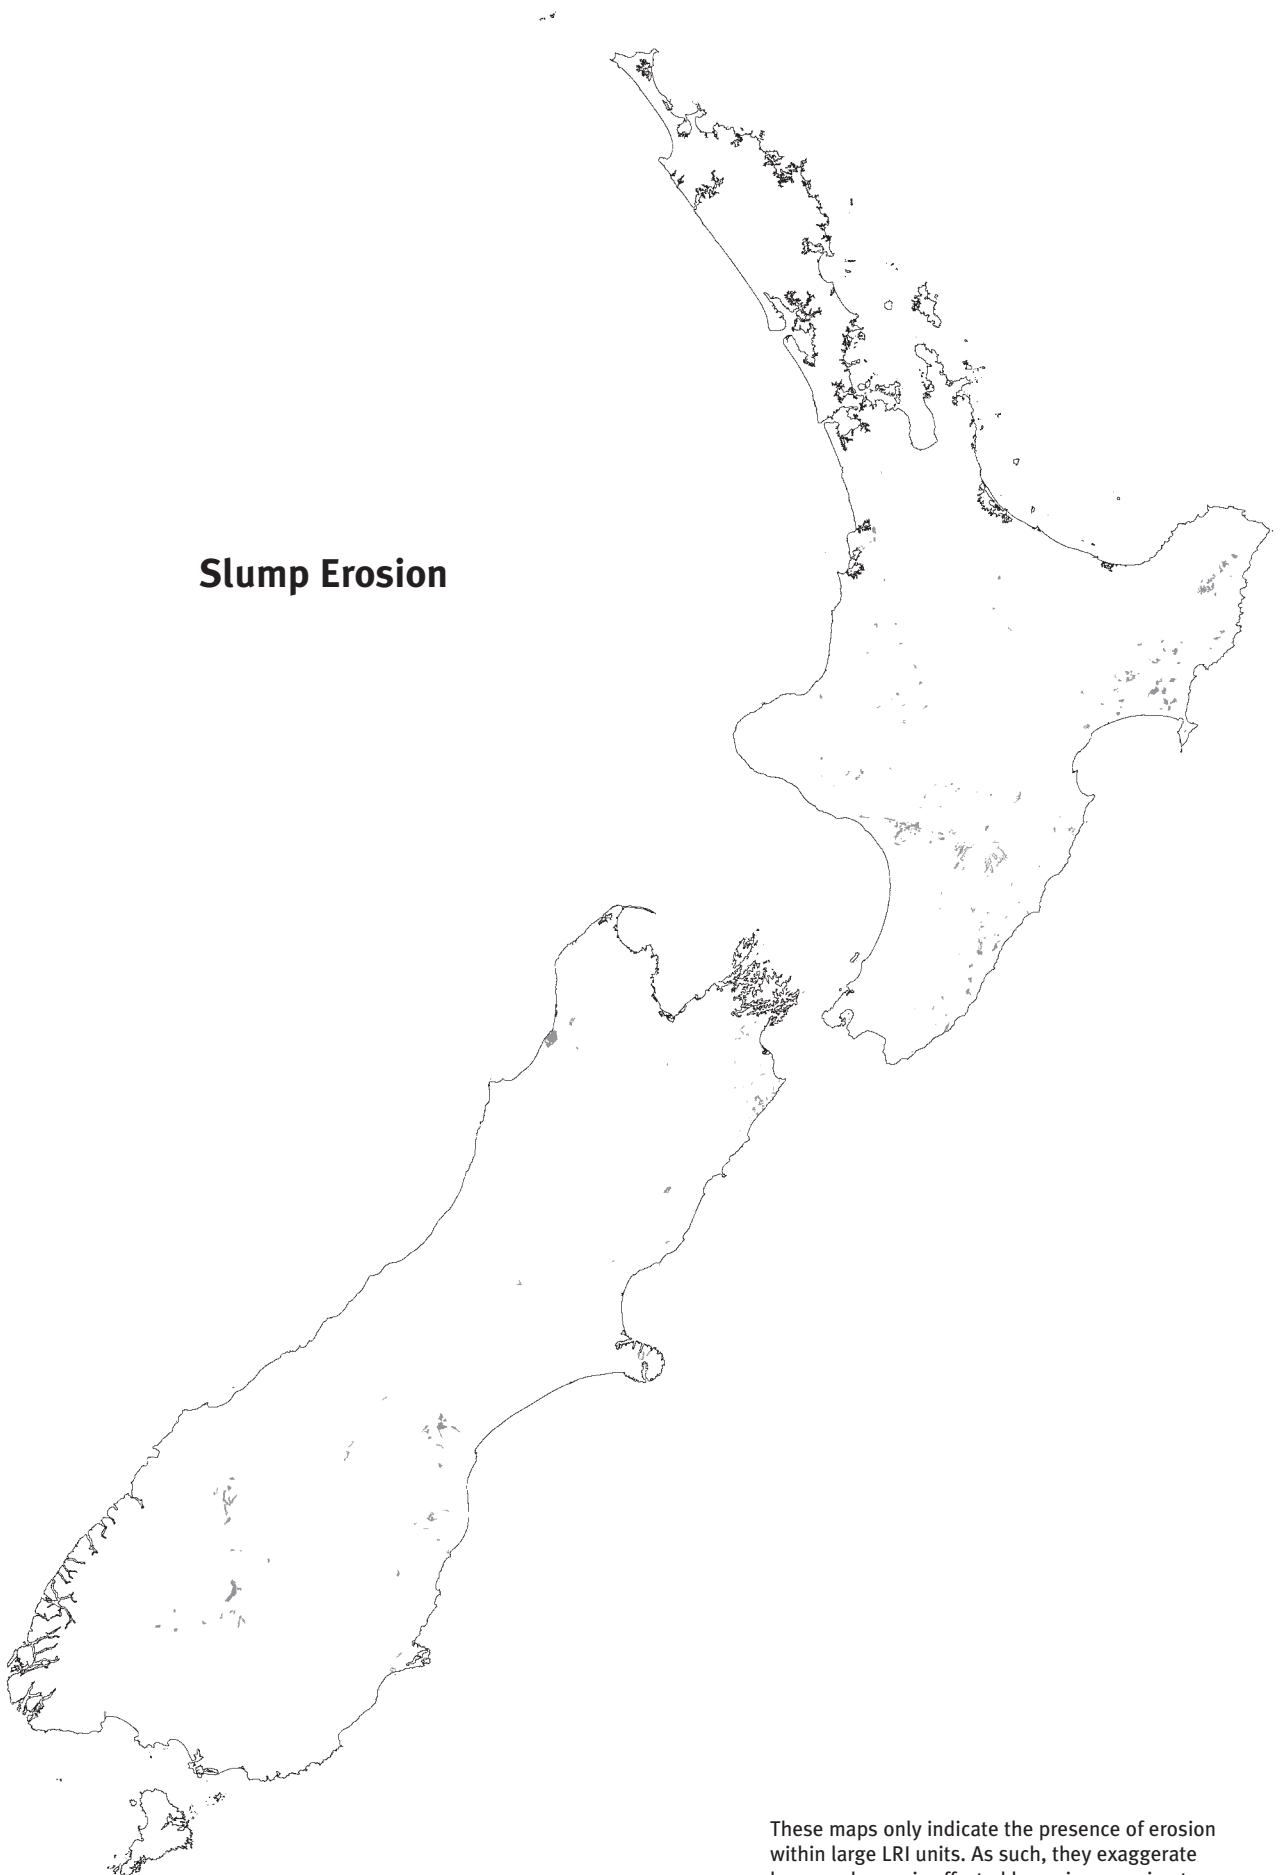 Slump Erosion
These maps only indicate the presence of erosion
within large LRI units. As such, they exaggerate